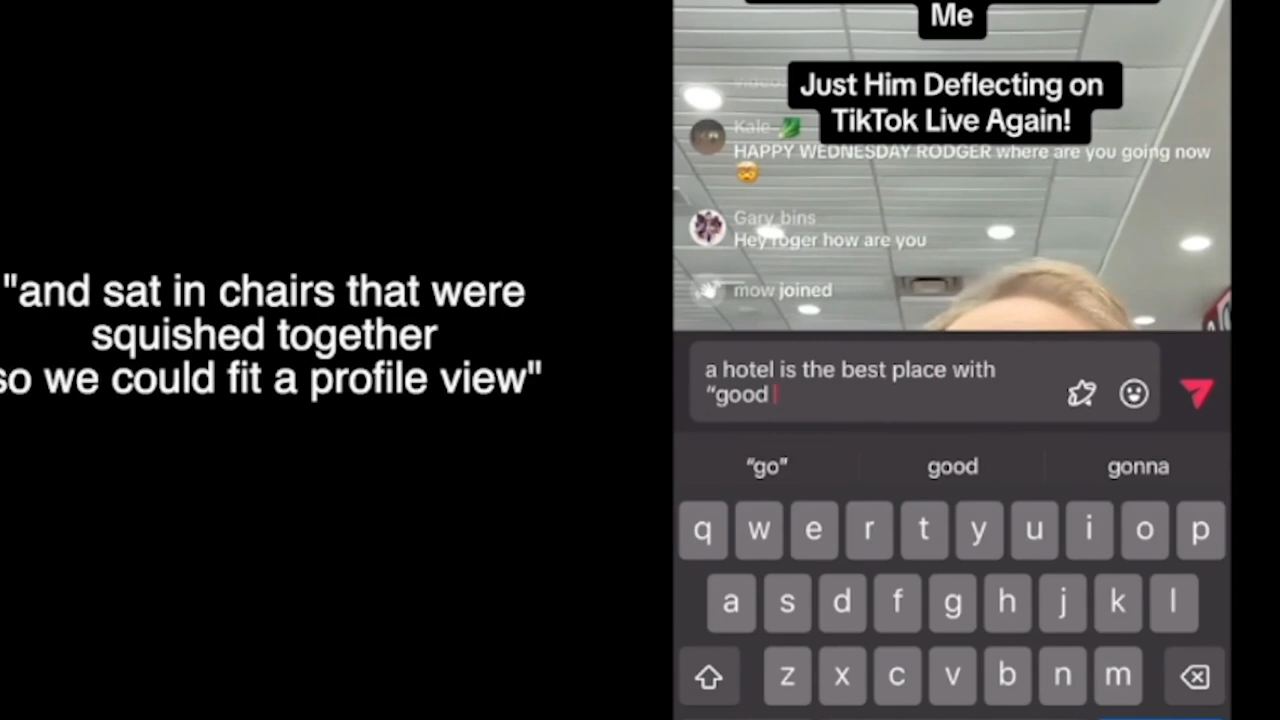 "and sat in chairs that were
squished together
so we could fit a profile view"
Me
Just Him Deflecting on
TikTok Live Again!
Kale 🥬
HAPPY WEDNESDAY RODGER where are you going now
🤯
Gary_bins
Hey roger how are you
mow joined
a hotel is the best place with
“good
“go” good gonna
q w e r t y u i o p
a s d f g h j k l
z x c v b n m